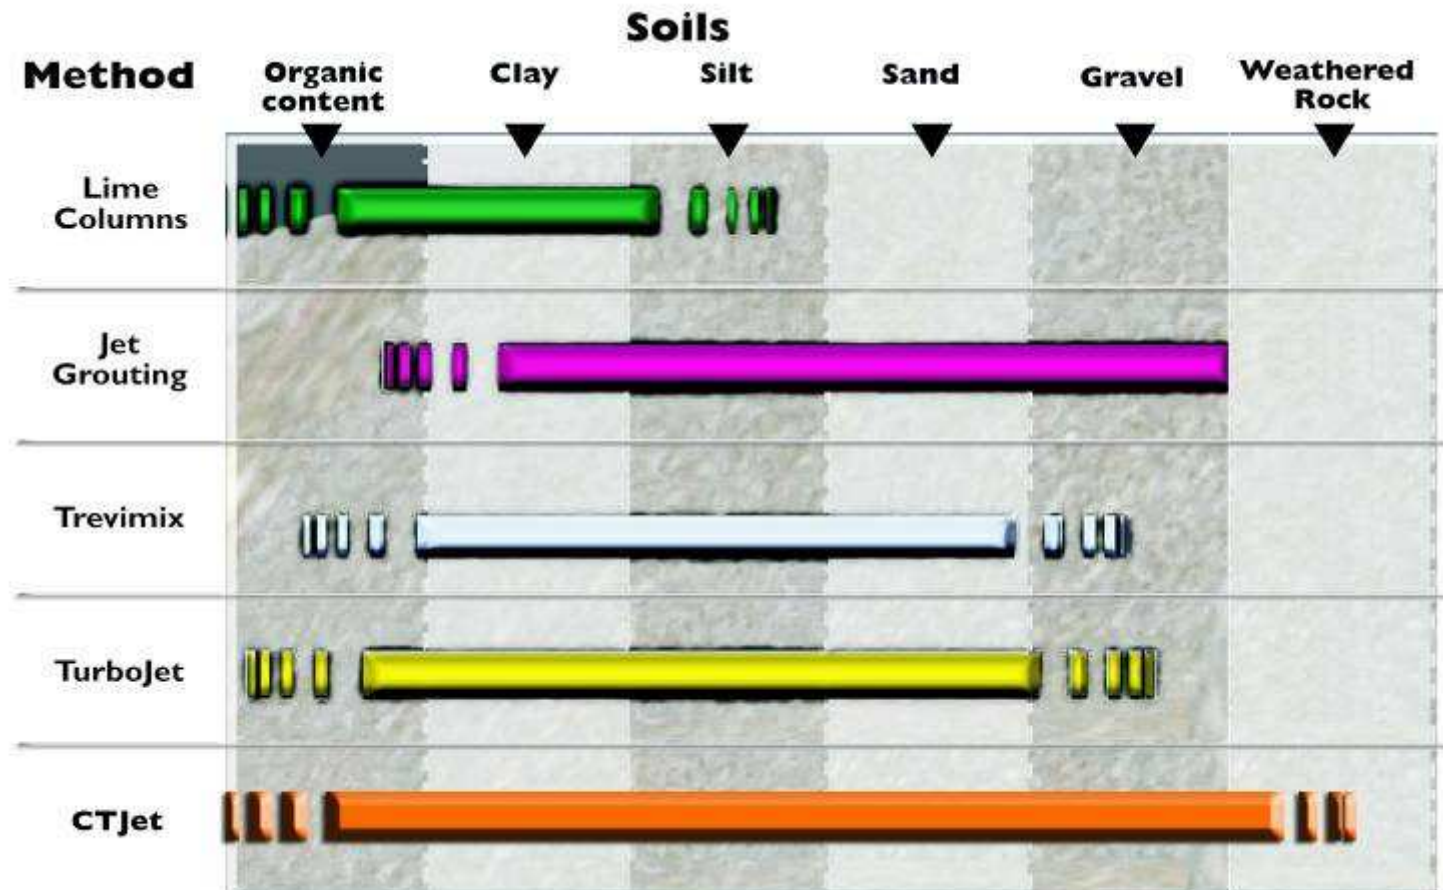 Soils
Method
Organic
content
Clay
Silt
Sand
Gravel
Weathered
Rock
Lime
Columns
Jet
Grouting
Trevimix
TurboJet
CTJet